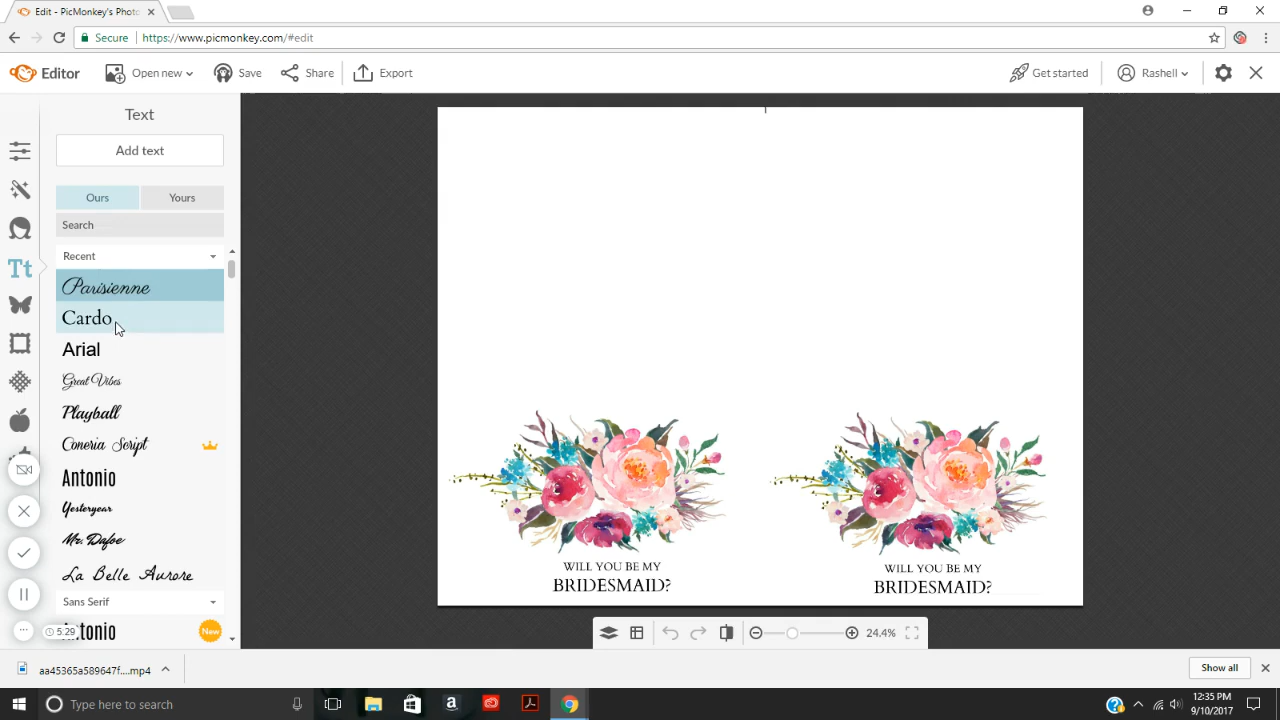 Edit - PicMonkey's Photo
Secure https://www.picmonkey.com/#edit
Editor Open new Save Share Export Get started Rashell
Text
Add text
Ours Yours
Search
Recent
Parisienne
Cardo
Arial
Great Vibes
Playball
Coneria Script
Antonio
Yesteryear
Mr. Dafoe
La Belle Aurore
Sans Serif
Antonio New
5:29
WILL YOU BE MY
BRIDESMAID?
WILL YOU BE MY
BRIDESMAID?
24.4%
aa45365a589647f....mp4
Show all
Type here to search
12:35 PM
9/10/2017